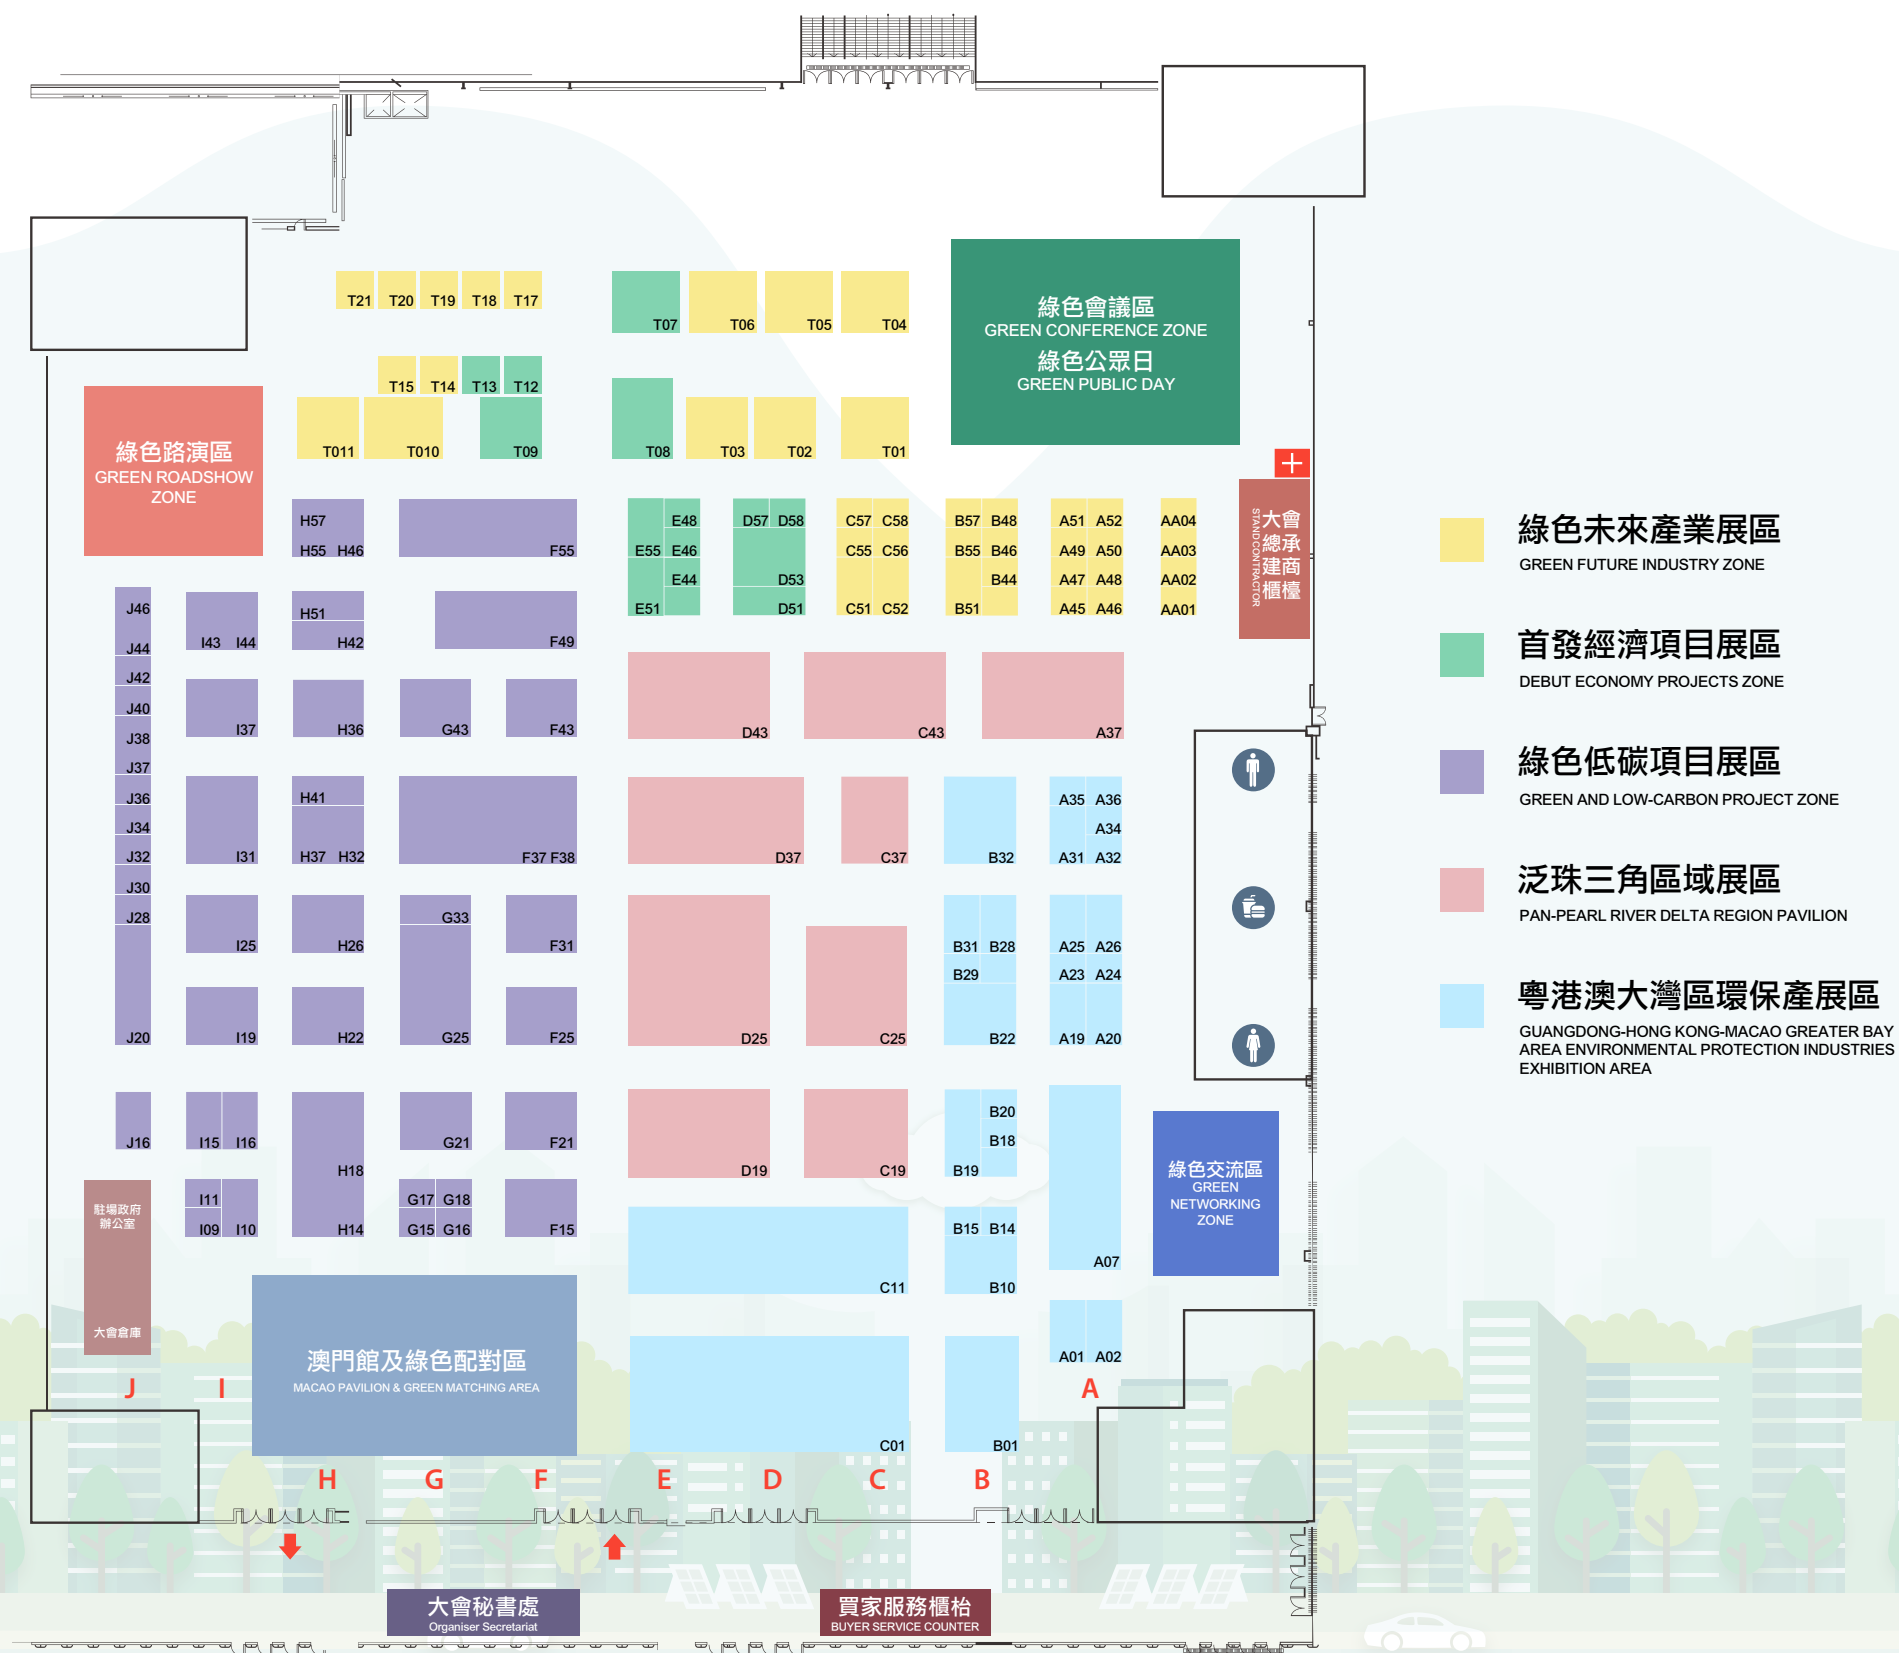 綠色會議區
GREEN CONFERENCE ZONE
綠色公眾日
GREEN PUBLIC DAY
T21 T20 T19 T18 T17
T07 T06 T05 T04
T15 T14 T13 T12
T011 T010 T09 T08 T03 T02 T01
綠色路演區
GREEN ROADSHOW
ZONE
大會
總承
建商
櫃檯
STAND CONTRACTOR
H57
H55 H46
F55
E48
E55 E46
E44
E51
D57 D58
D53
D51
C57 C58
C55 C56
C51 C52
B57 B48
B55 B46
B44
B51
A51 A52
A49 A50
A47 A48
A45 A46
AA04
AA03
AA02
AA01
J46
J44
J42
J40
J38
J37
J36
J34
J32
J30
J28
J20
J16
I43 I44
H51
H42
F49
I37 H36 G43 F43
D43 C43 A37
I31
H41
H37 H32
F37 F38
D37 C37 B32
A35 A36
A34
A31 A32
I25 H26
G33
F31
B31 B28
B29
A25 A26
A23 A24
I19 H22 G25 F25
D25 C25 B22
A19 A20
I15 I16
H18
G21 F21
D19 C19
B20
B18
B19
I11
I09 I10
H14
G17 G18
G15 G16
F15
B15 B14
B10
C11
A07
A01 A02
C01 B01
綠色交流區
GREEN
NETWORKING
ZONE
駐場政府
辦公室
大會倉庫
澳門館及綠色配對區
MACAO PAVILION & GREEN MATCHING AREA
J I A
H G F E D C B
大會秘書處
Organiser Secretariat
買家服務櫃枱
BUYER SERVICE COUNTER
綠色未來產業展區
GREEN FUTURE INDUSTRY ZONE
首發經濟項目展區
DEBUT ECONOMY PROJECTS ZONE
綠色低碳項目展區
GREEN AND LOW-CARBON PROJECT ZONE
泛珠三角區域展區
PAN-PEARL RIVER DELTA REGION PAVILION
粵港澳大灣區環保產展區
GUANGDONG-HONG KONG-MACAO GREATER BAY
AREA ENVIRONMENTAL PROTECTION INDUSTRIES
EXHIBITION AREA